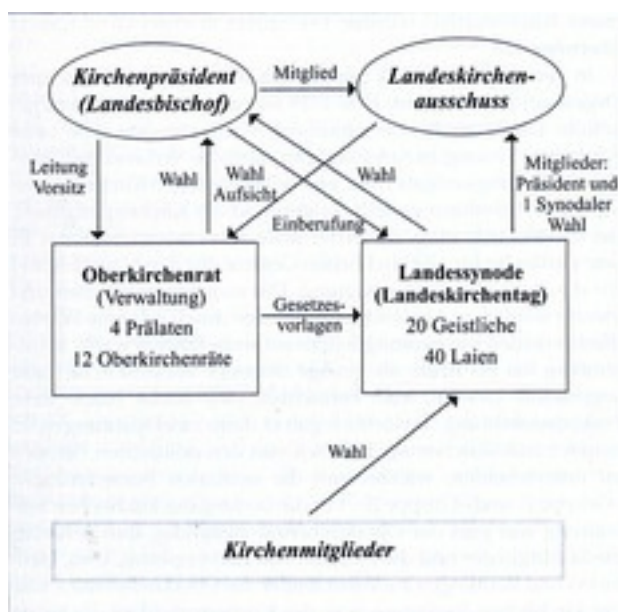 Kirchenpräsident
(Landesbischof)
Mitglied
Landeskirchen-
ausschuss
Leitung
Vorsitz
Wahl
Wahl
Aufsicht
Wahl
Einberufung
Mitglieder:
Präsident und
1 Synodaler
Wahl
Oberkirchenrat
(Verwaltung)
4 Prälaten
12 Oberkirchenräte
Gesetzes-
vorlagen
Landessynode
(Landeskirchentag)
20 Geistliche
40 Laien
Wahl
Kirchenmitglieder